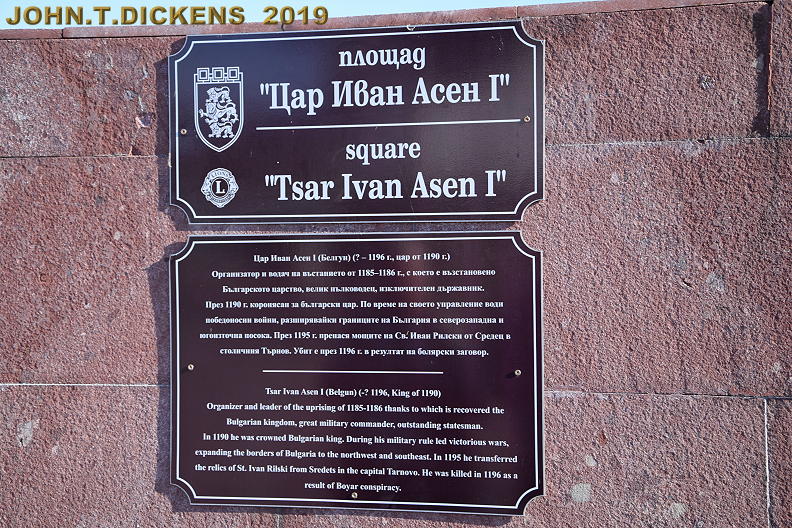 JOHN.T.DICKENS 2019
площад
"Цар Иван Асен I"
square
"Tsar Ivan Asen I"
LIONS
L
Цар Иван Асен I (Белгун) (? – 1196 г., цар от 1190 г.)
Организатор и водач на въстанието от 1185–1186 г., с което е възстановено
Българското царство, велик пълководец, изключителен държавник.
През 1190 г. коронясан за български цар. По време на своето управление води
победоносни войни, разширявайки границите на България в северозападна и
югоизточна посока. През 1195 г. пренася мощите на Св. Иван Рилски от Средец в
столичния Търнов. Убит е през 1196 г. в резултат на болярски заговор.
Tsar Ivan Asen I (Belgun) (-? 1196, King of 1190)
Organizer and leader of the uprising of 1185-1186 thanks to which is recovered the
Bulgarian kingdom, great military commander, outstanding statesman.
In 1190 he was crowned Bulgarian king. During his military rule led victorious wars,
expanding the borders of Bulgaria to the northwest and southeast. In 1195 he transferred
the relics of St. Ivan Rilski from Sredets in the capital Tarnovo. He was killed in 1196 as a
result of Boyar conspiracy.